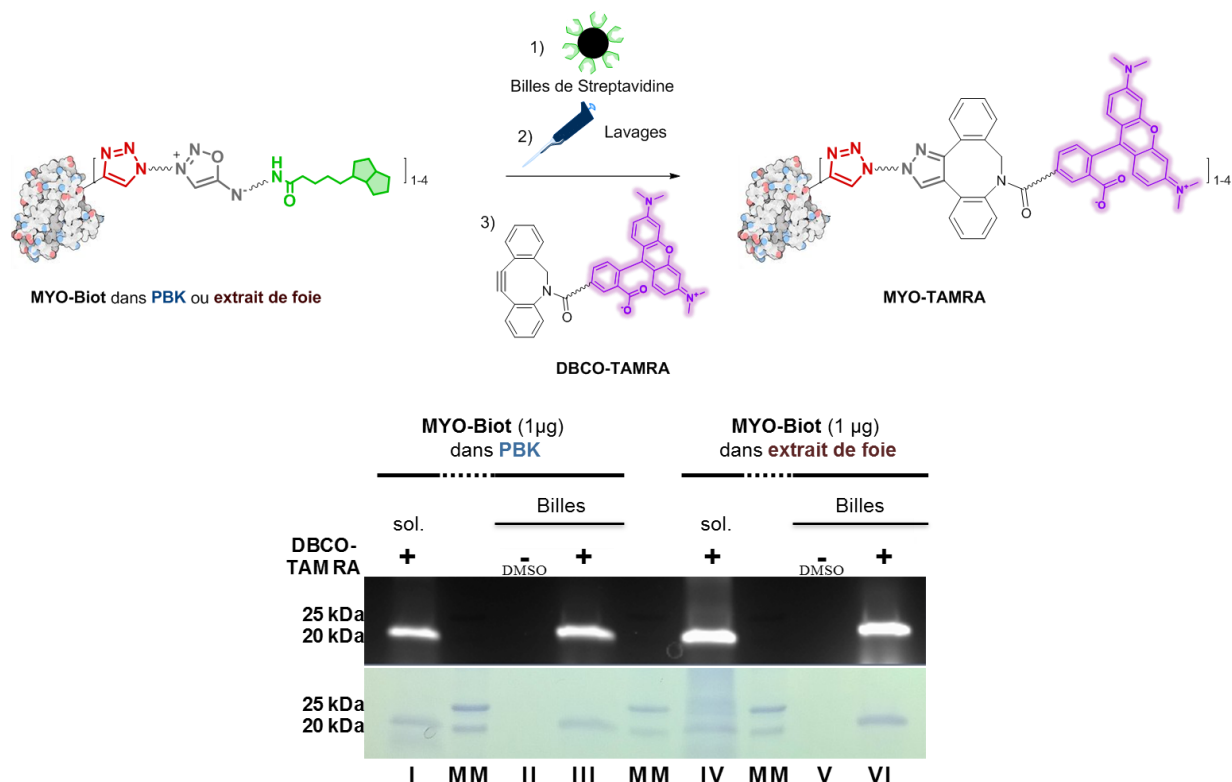 1)
Billes de Streptavidine
2)
Lavages
3)
N
N
N
+
N
N
O
N
H
N
O
1-4
MYO-Biot dans PBK ou extrait de foie
N
O
N
O
O
-O
N+
DBCO-TAMRA
N
N
N
N
N
N
O
N
O
O
-O
N+
1-4
MYO-TAMRA
MYO-Biot (1µg)
dans PBK
MYO-Biot (1 µg)
dans extrait de foie
sol.
Billes
sol.
Billes
DBCO-
TAMRA
+
-
DMSO
+
+
-
DMSO
+
25 kDa
20 kDa
25 kDa
20 kDa
I MM II III MM IV MM V VI